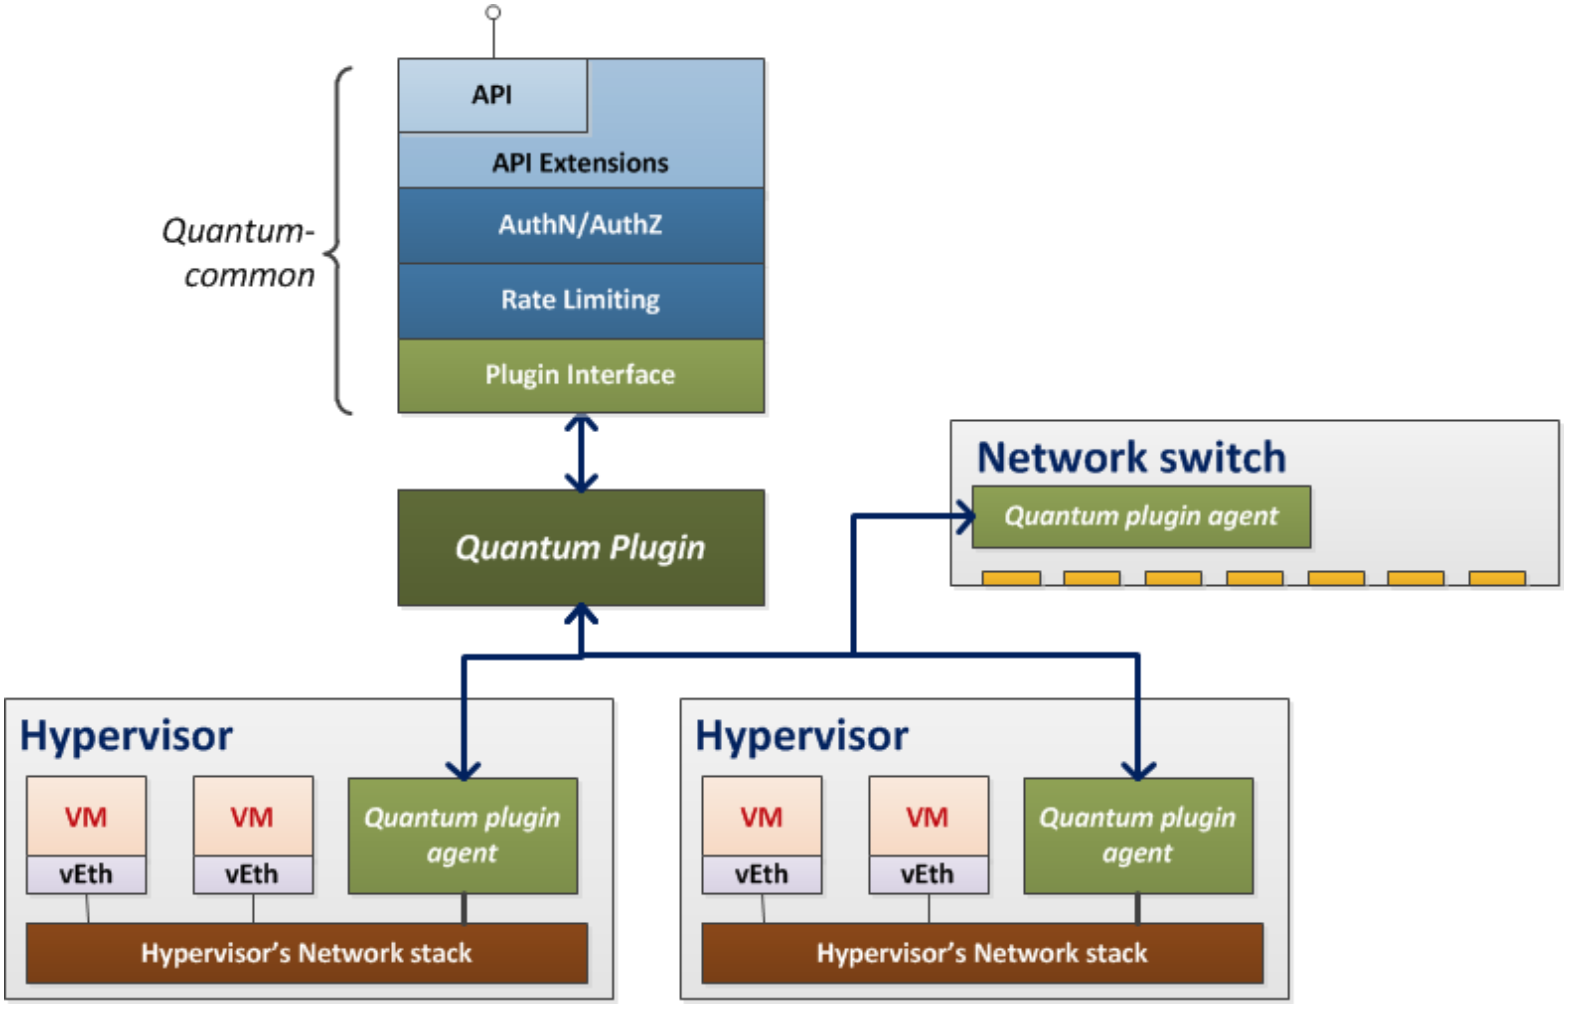 API
API Extensions
AuthN/AuthZ
Quantum-
common
Rate Limiting
Plugin Interface
Network switch
Quantum plugin agent
Quantum Plugin
Hypervisor
VM
vEth
VM
vEth
Quantum plugin
agent
Hypervisor’s Network stack
Hypervisor
VM
vEth
VM
vEth
Quantum plugin
agent
Hypervisor’s Network stack